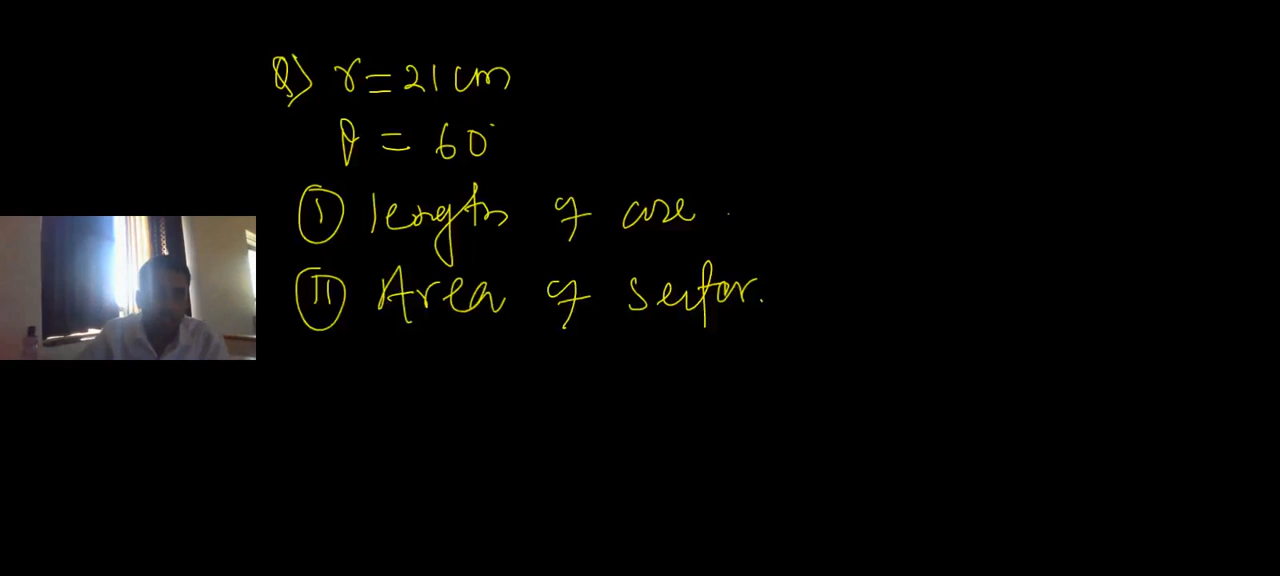 Q) r = 21 cm
θ = 60°
I length of arc.
II Area of sector.